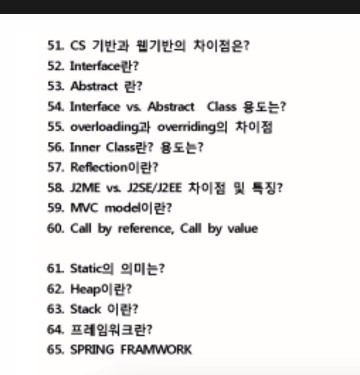 51. CS 기반과 웹기반의 차이점은?
52. Interface란?
53. Abstract 란?
54. Interface vs. Abstract Class 용도는?
55. overloading과 overriding의 차이점
56. Inner Class란? 용도는?
57. Reflection이란?
58. J2ME vs. J2SE/J2EE 차이점 및 특징?
59. MVC model이란?
60. Call by reference, Call by value
61. Static의 의미는?
62. Heap이란?
63. Stack 이란?
64. 프레임워크란?
65. SPRING FRAMWORK